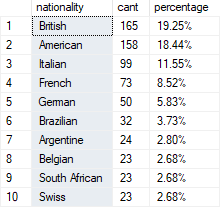 nationality cant percentage
1 British 165 19.25%
2 American 158 18.44%
3 Italian 99 11.55%
4 French 73 8.52%
5 German 50 5.83%
6 Brazilian 32 3.73%
7 Argentine 24 2.80%
8 Belgian 23 2.68%
9 South African 23 2.68%
10 Swiss 23 2.68%